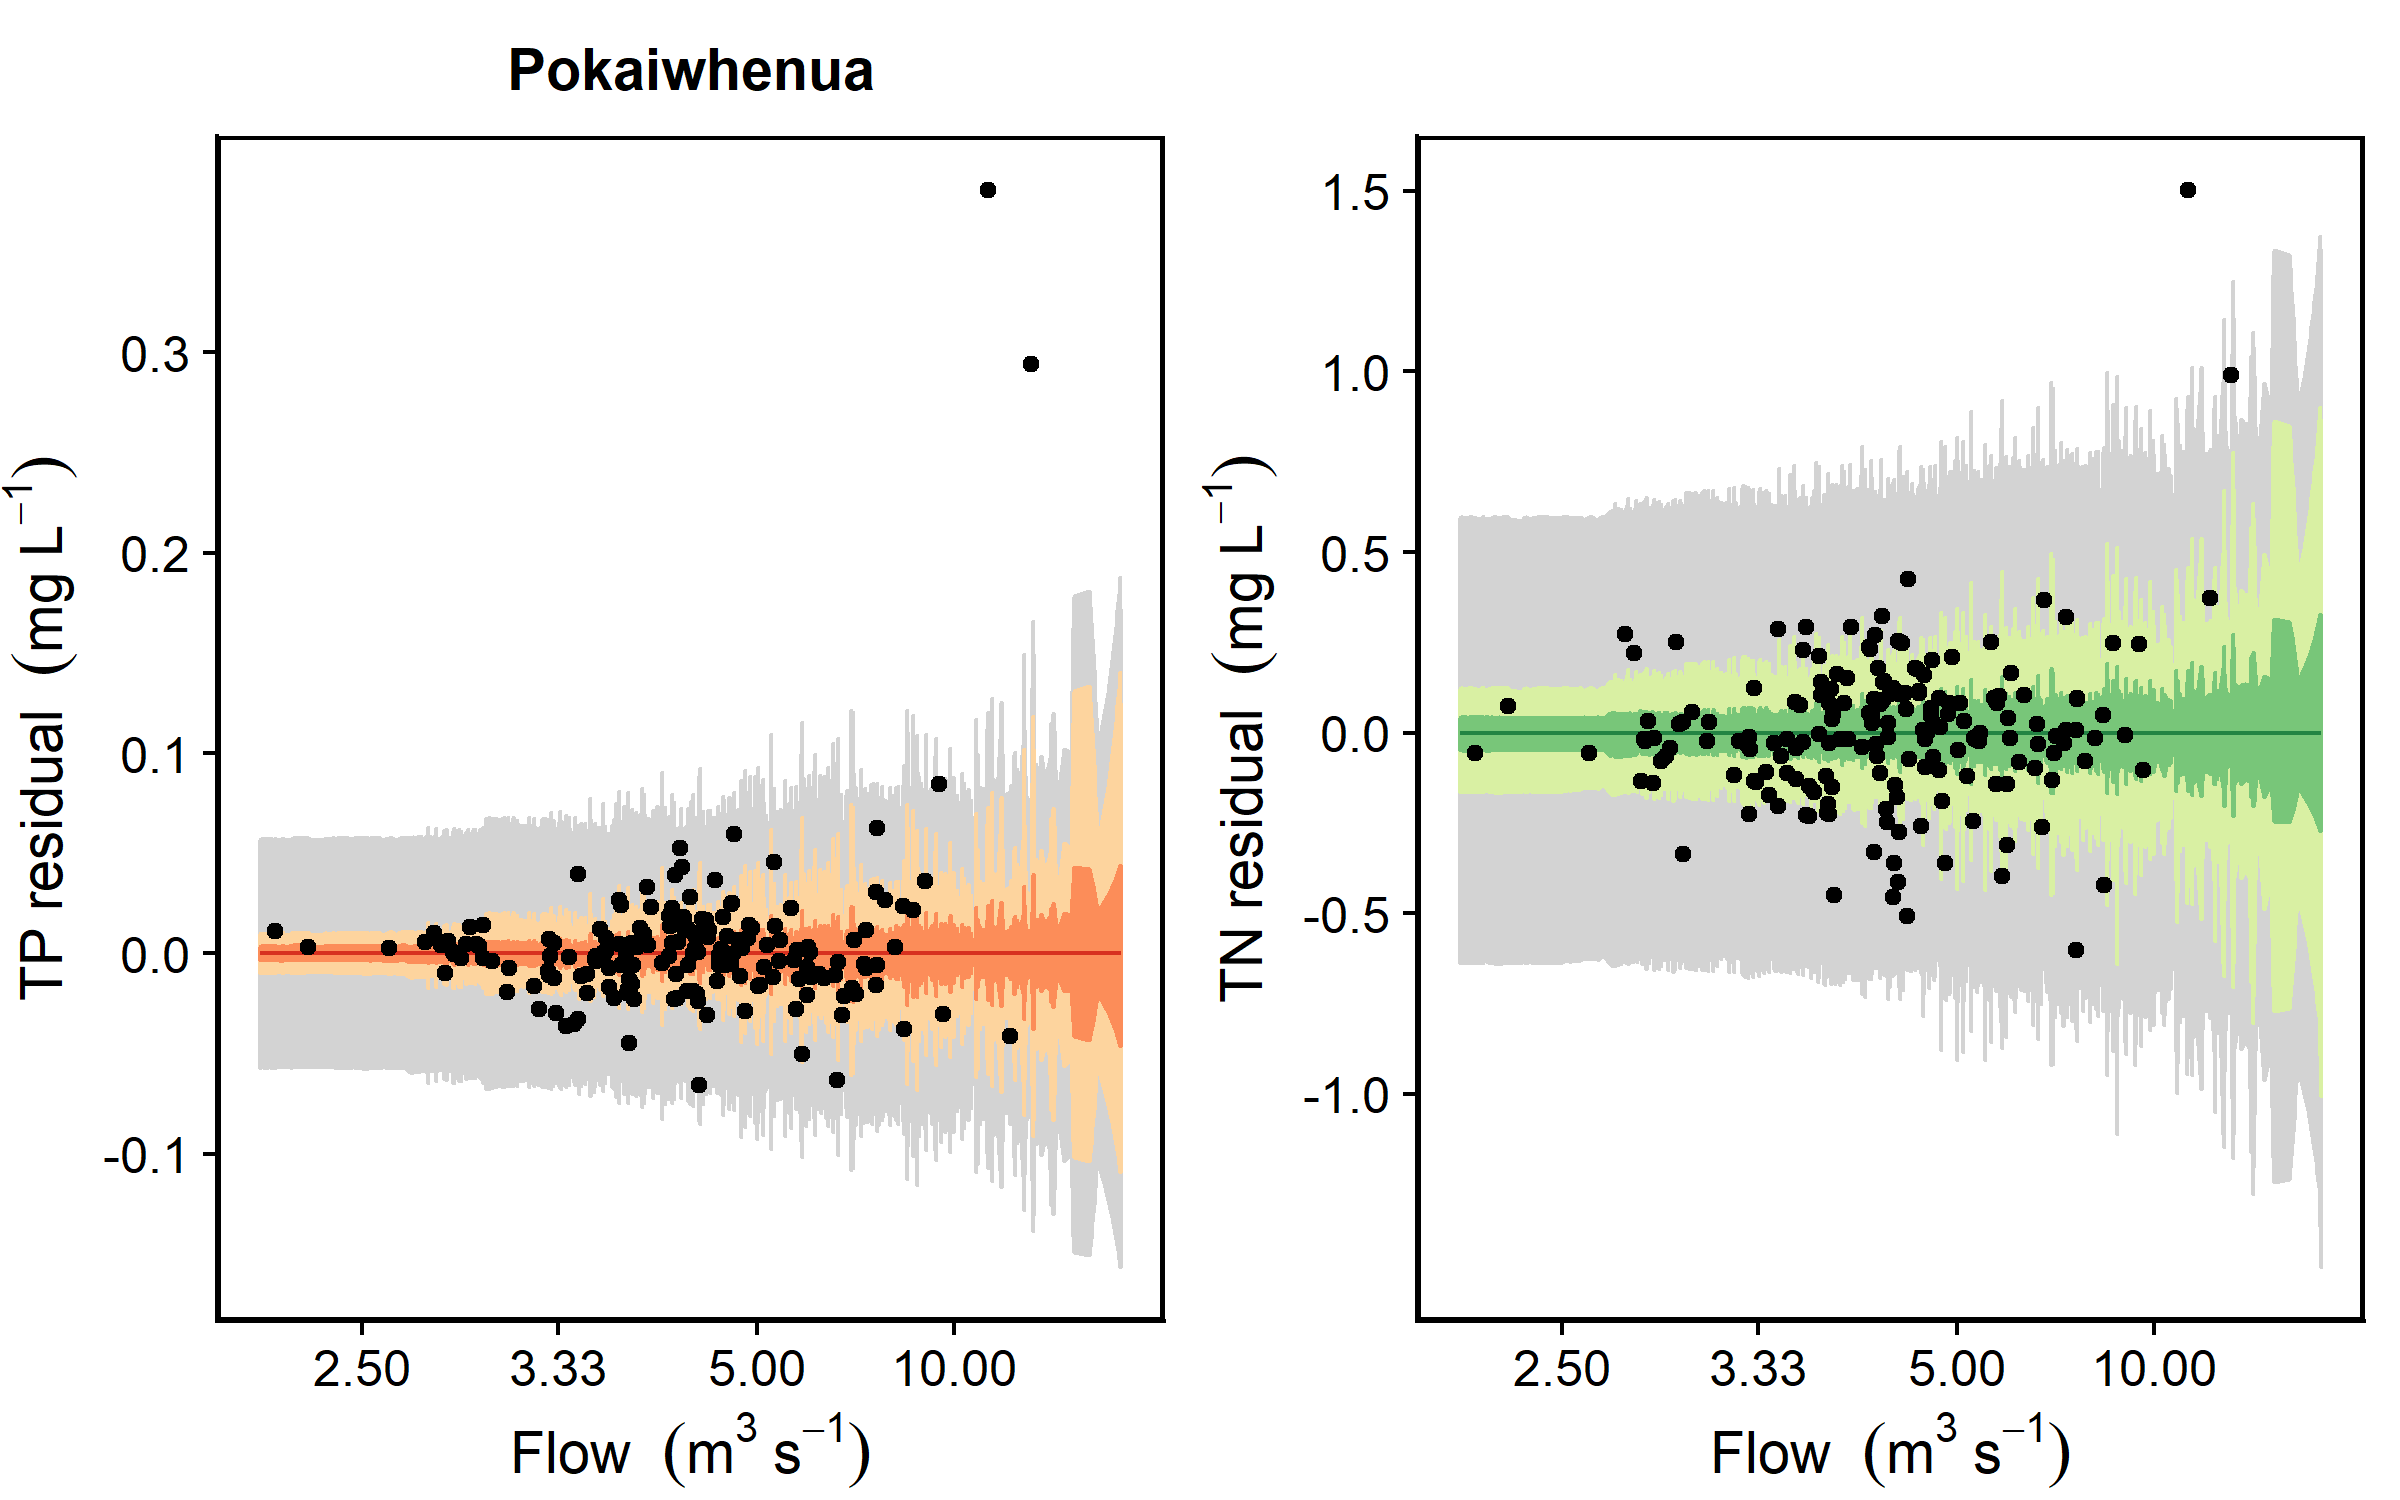 Pokaiwhenua
TP residual (mg L⁻¹)
0.3
0.2
0.1
0.0
-0.1
2.50 3.33 5.00 10.00
Flow (m³ s⁻¹)
TN residual (mg L⁻¹)
1.5
1.0
0.5
0.0
-0.5
-1.0
2.50 3.33 5.00 10.00
Flow (m³ s⁻¹)